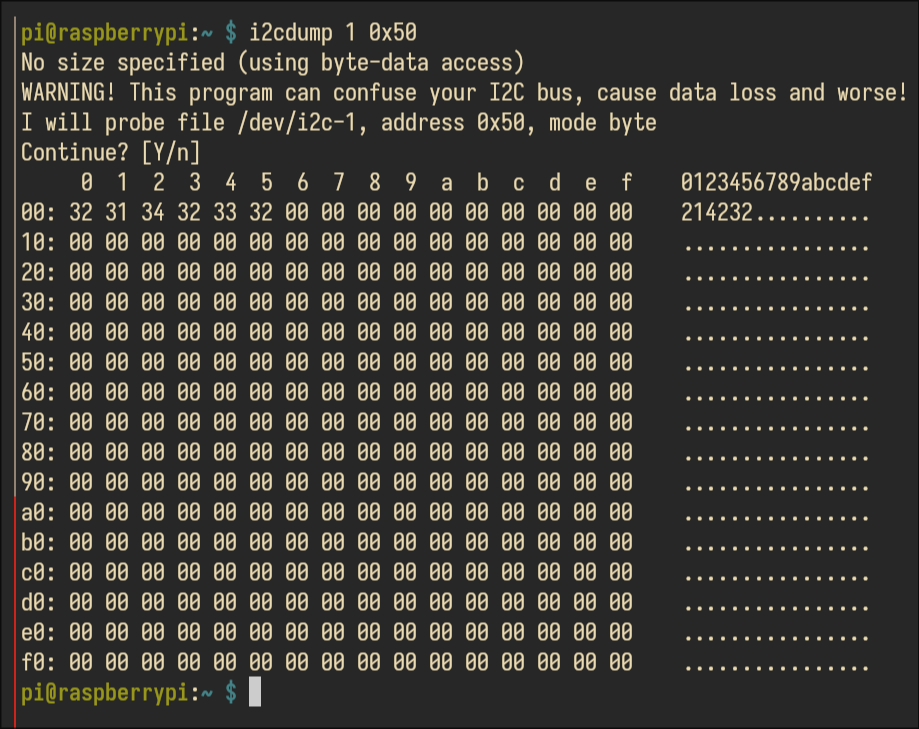 pi@raspberrypi:~ $ i2cdump 1 0x50
No size specified (using byte-data access)
WARNING! This program can confuse your I2C bus, cause data loss and worse!
I will probe file /dev/i2c-1, address 0x50, mode byte
Continue? [Y/n]
     0  1  2  3  4  5  6  7  8  9  a  b  c  d  e  f    0123456789abcdef
00: 32 31 34 32 33 32 00 00 00 00 00 00 00 00 00 00    214232..........
10: 00 00 00 00 00 00 00 00 00 00 00 00 00 00 00 00    ................
20: 00 00 00 00 00 00 00 00 00 00 00 00 00 00 00 00    ................
30: 00 00 00 00 00 00 00 00 00 00 00 00 00 00 00 00    ................
40: 00 00 00 00 00 00 00 00 00 00 00 00 00 00 00 00    ................
50: 00 00 00 00 00 00 00 00 00 00 00 00 00 00 00 00    ................
60: 00 00 00 00 00 00 00 00 00 00 00 00 00 00 00 00    ................
70: 00 00 00 00 00 00 00 00 00 00 00 00 00 00 00 00    ................
80: 00 00 00 00 00 00 00 00 00 00 00 00 00 00 00 00    ................
90: 00 00 00 00 00 00 00 00 00 00 00 00 00 00 00 00    ................
a0: 00 00 00 00 00 00 00 00 00 00 00 00 00 00 00 00    ................
b0: 00 00 00 00 00 00 00 00 00 00 00 00 00 00 00 00    ................
c0: 00 00 00 00 00 00 00 00 00 00 00 00 00 00 00 00    ................
d0: 00 00 00 00 00 00 00 00 00 00 00 00 00 00 00 00    ................
e0: 00 00 00 00 00 00 00 00 00 00 00 00 00 00 00 00    ................
f0: 00 00 00 00 00 00 00 00 00 00 00 00 00 00 00 00    ................
pi@raspberrypi:~ $